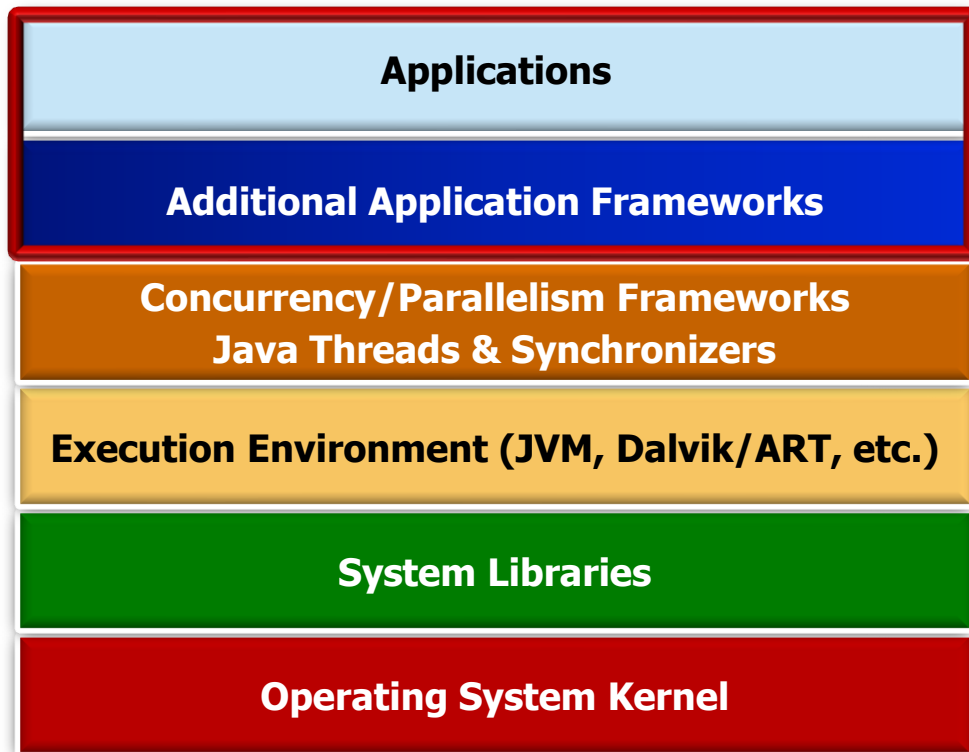 Applications
Additional Application Frameworks
Concurrency/Parallelism Frameworks
Java Threads & Synchronizers
Execution Environment (JVM, Dalvik/ART, etc.)
System Libraries
Operating System Kernel